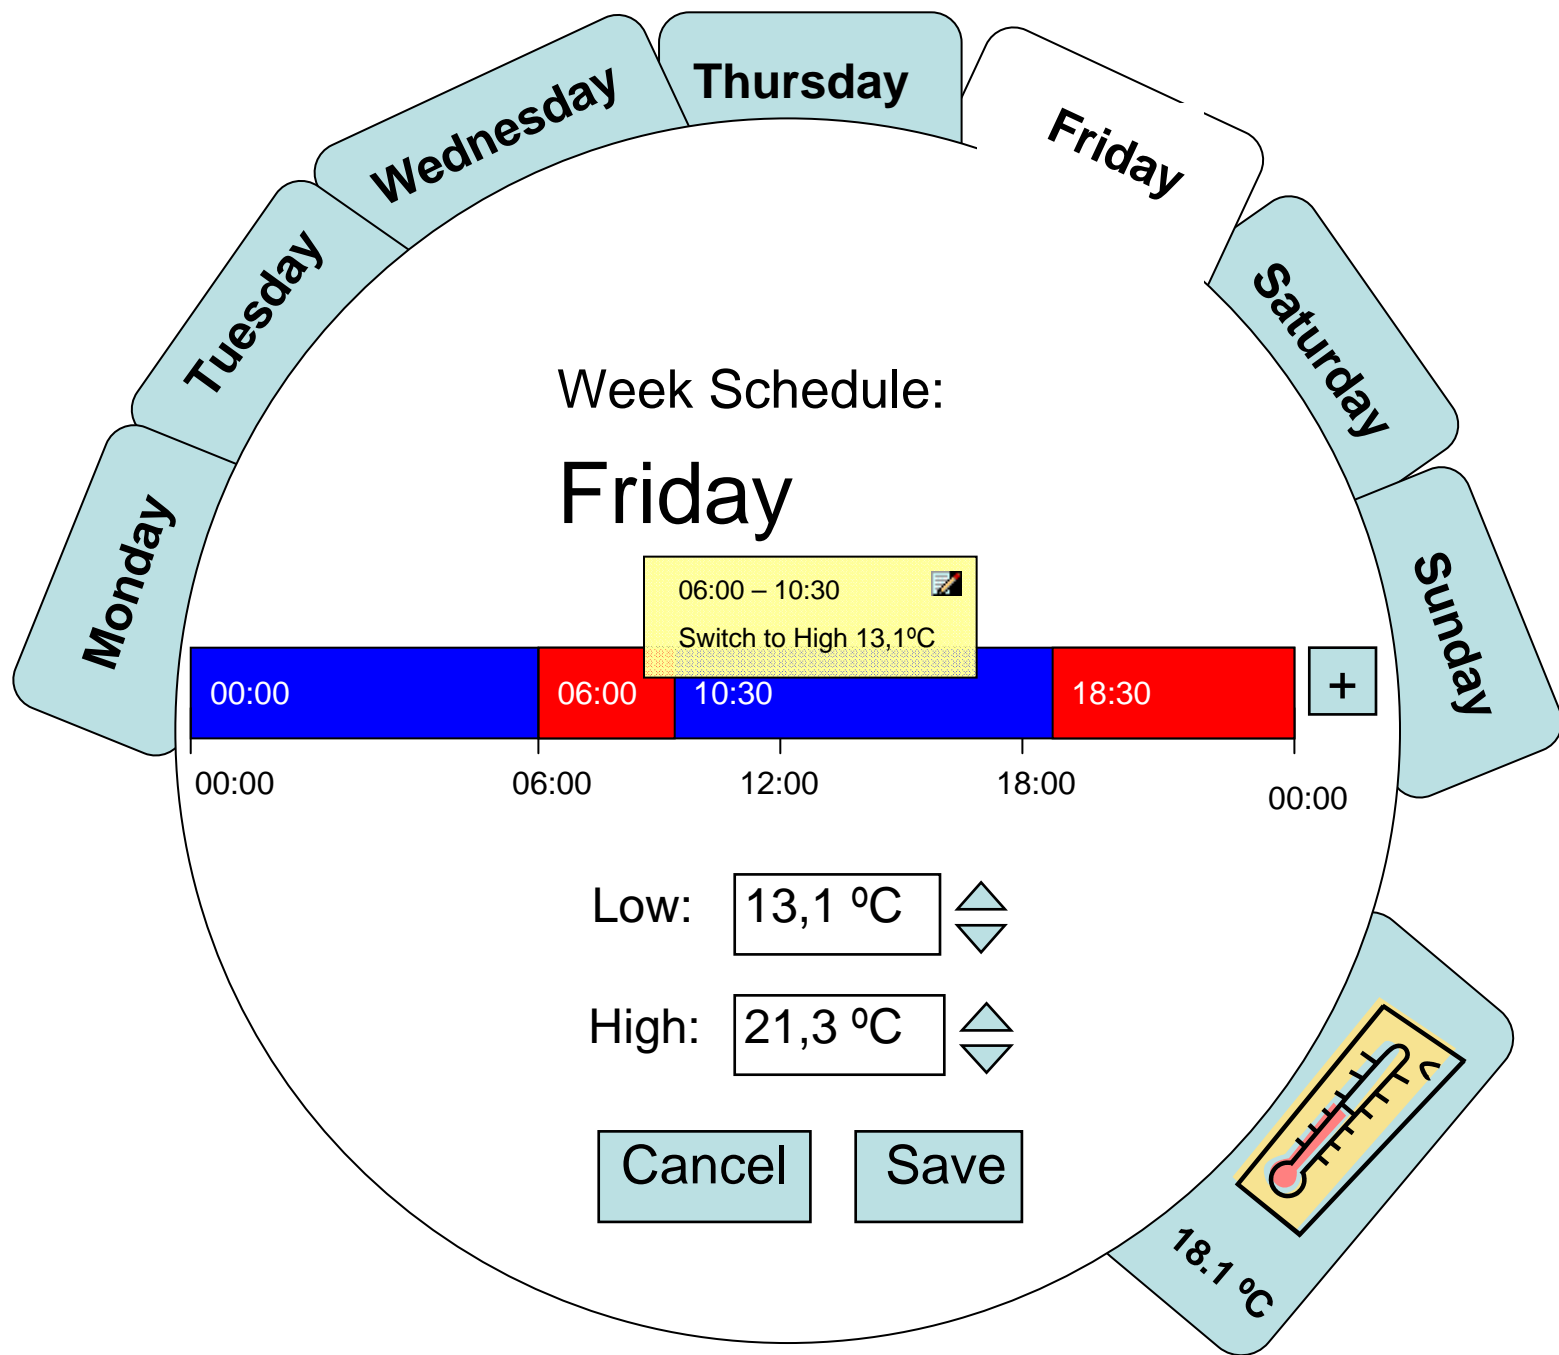 Monday
Tuesday
Wednesday
Thursday
Friday
Saturday
Sunday
Week Schedule:
Friday
06:00 – 10:30
Switch to High 13,1ºC
00:00
06:00
10:30
18:30
+
00:00
06:00
12:00
18:00
00:00
Low:
13,1 ºC
High:
21,3 ºC
Cancel
Save
18.1 ºC